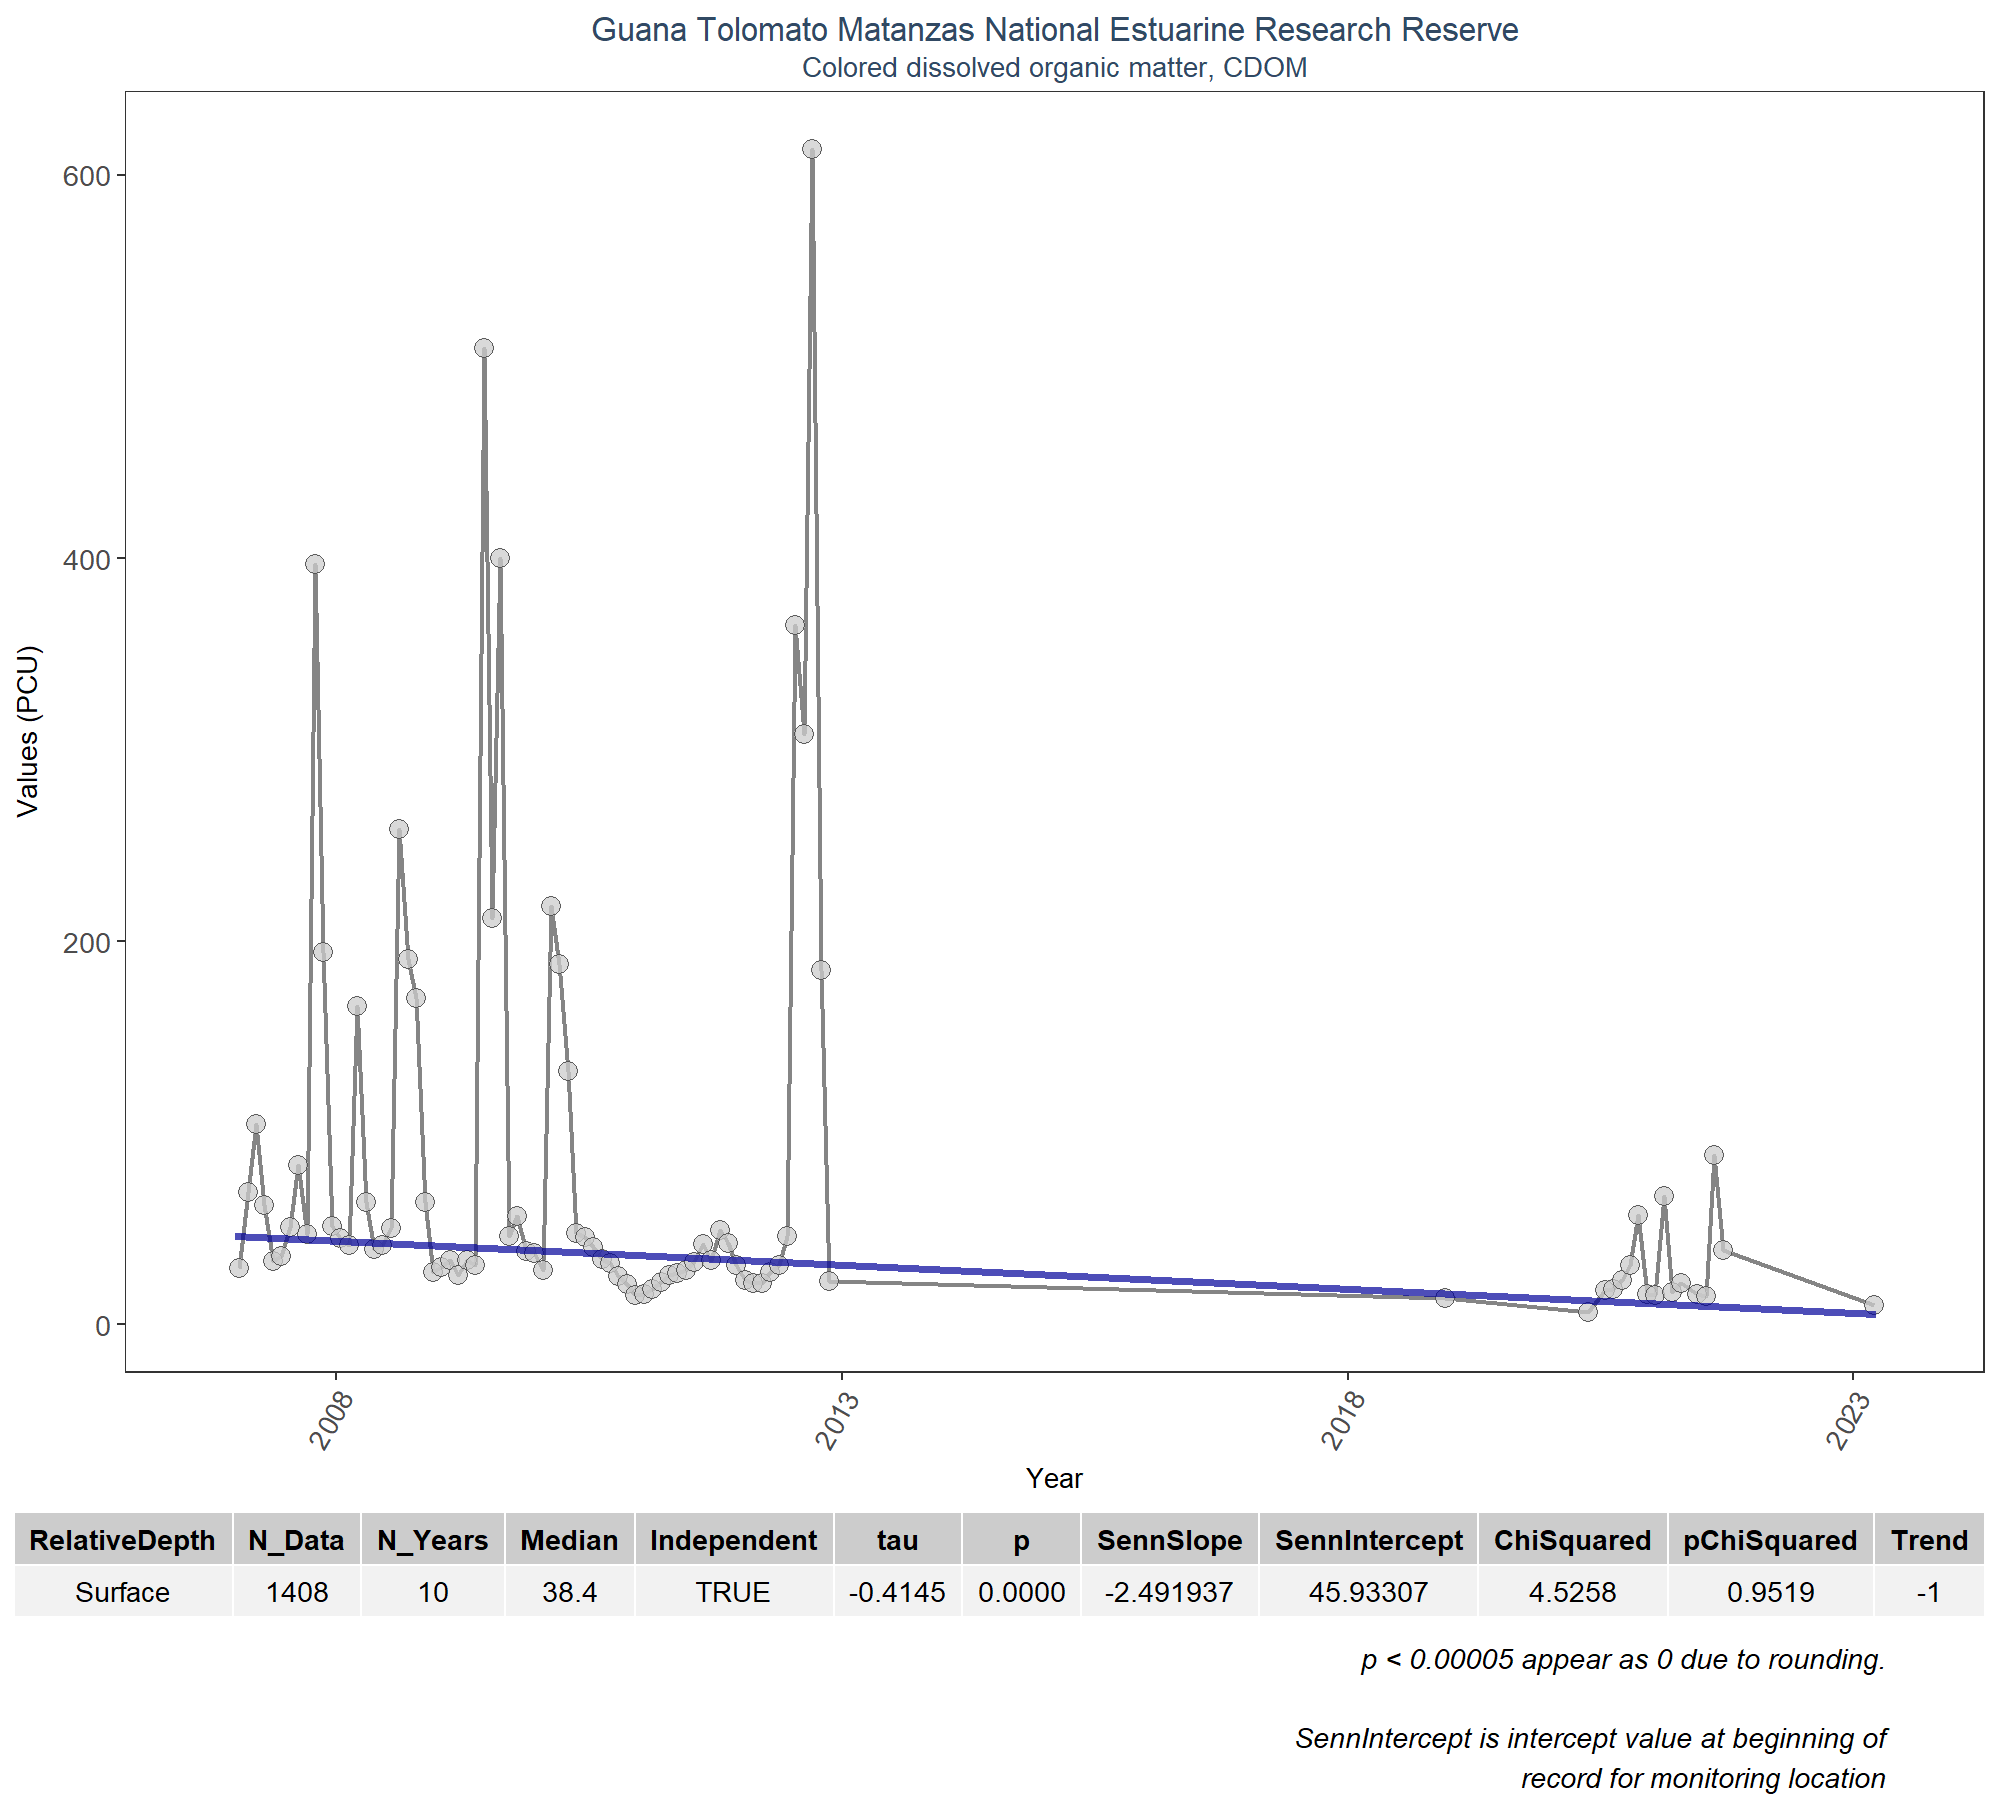 Guana Tolomato Matanzas National Estuarine Research Reserve
Colored dissolved organic matter, CDOM
Values (PCU)
600
400
200
0
2008 2013 2018 2023
Year
RelativeDepth N_Data N_Years Median Independent tau p SennSlope SennIntercept ChiSquared pChiSquared Trend
Surface 1408 10 38.4 TRUE -0.4145 0.0000 -2.491937 45.93307 4.5258 0.9519 -1
p < 0.00005 appear as 0 due to rounding.
SennIntercept is intercept value at beginning of
record for monitoring location